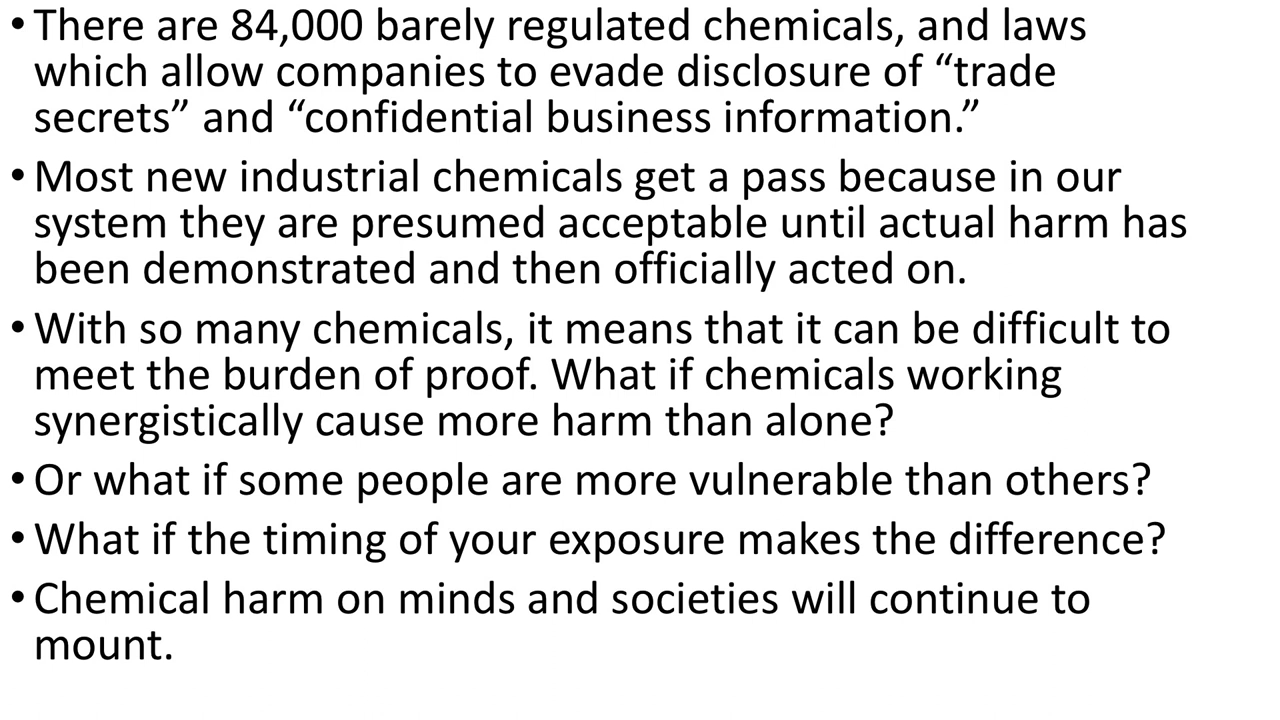 • There are 84,000 barely regulated chemicals, and laws
which allow companies to evade disclosure of “trade
secrets” and “confidential business information.”
• Most new industrial chemicals get a pass because in our
system they are presumed acceptable until actual harm has
been demonstrated and then officially acted on.
• With so many chemicals, it means that it can be difficult to
meet the burden of proof. What if chemicals working
synergistically cause more harm than alone?
• Or what if some people are more vulnerable than others?
• What if the timing of your exposure makes the difference?
• Chemical harm on minds and societies will continue to
mount.